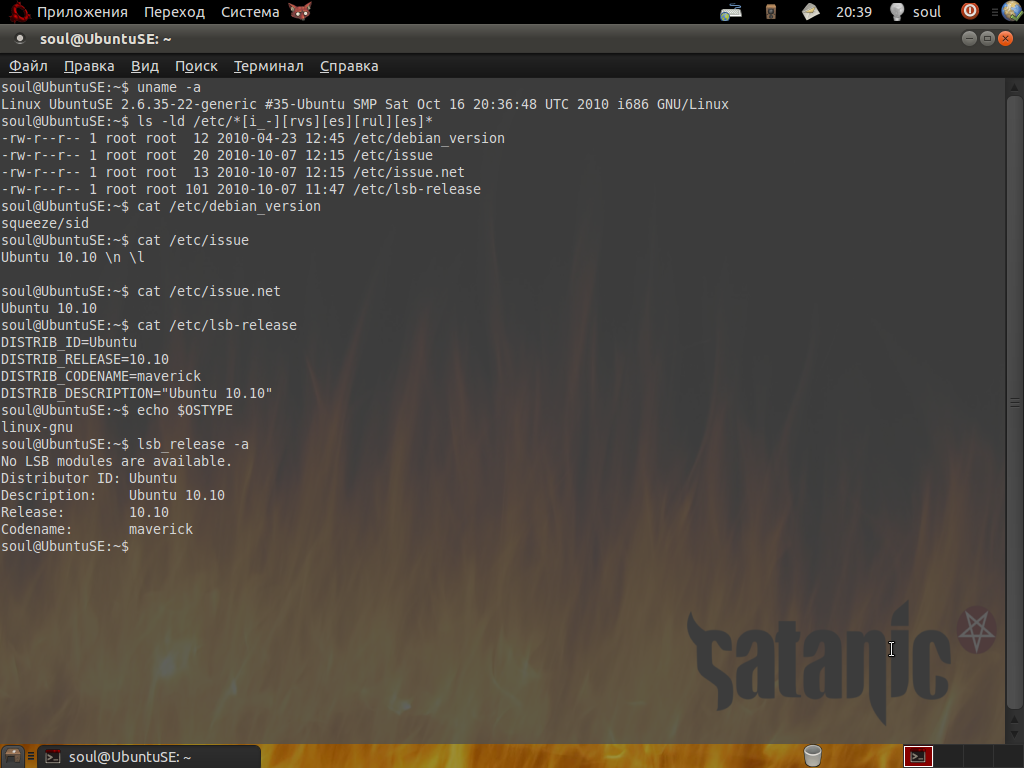 Приложения Переход Система 20:39 soul
soul@UbuntuSE: ~
Файл Правка Вид Поиск Терминал Справка
soul@UbuntuSE:~$ uname -a
Linux UbuntuSE 2.6.35-22-generic #35-Ubuntu SMP Sat Oct 16 20:36:48 UTC 2010 i686 GNU/Linux
soul@UbuntuSE:~$ ls -ld /etc/*[i_-][rvs][es][rul][es]*
-rw-r--r-- 1 root root  12 2010-04-23 12:45 /etc/debian_version
-rw-r--r-- 1 root root  20 2010-10-07 12:15 /etc/issue
-rw-r--r-- 1 root root  13 2010-10-07 12:15 /etc/issue.net
-rw-r--r-- 1 root root 101 2010-10-07 11:47 /etc/lsb-release
soul@UbuntuSE:~$ cat /etc/debian_version
squeeze/sid
soul@UbuntuSE:~$ cat /etc/issue
Ubuntu 10.10 \n \l
soul@UbuntuSE:~$ cat /etc/issue.net
Ubuntu 10.10
soul@UbuntuSE:~$ cat /etc/lsb-release
DISTRIB_ID=Ubuntu
DISTRIB_RELEASE=10.10
DISTRIB_CODENAME=maverick
DISTRIB_DESCRIPTION="Ubuntu 10.10"
soul@UbuntuSE:~$ echo $OSTYPE
linux-gnu
soul@UbuntuSE:~$ lsb_release -a
No LSB modules are available.
Distributor ID: Ubuntu
Description:    Ubuntu 10.10
Release:        10.10
Codename:       maverick
soul@UbuntuSE:~$
satanic
soul@UbuntuSE: ~